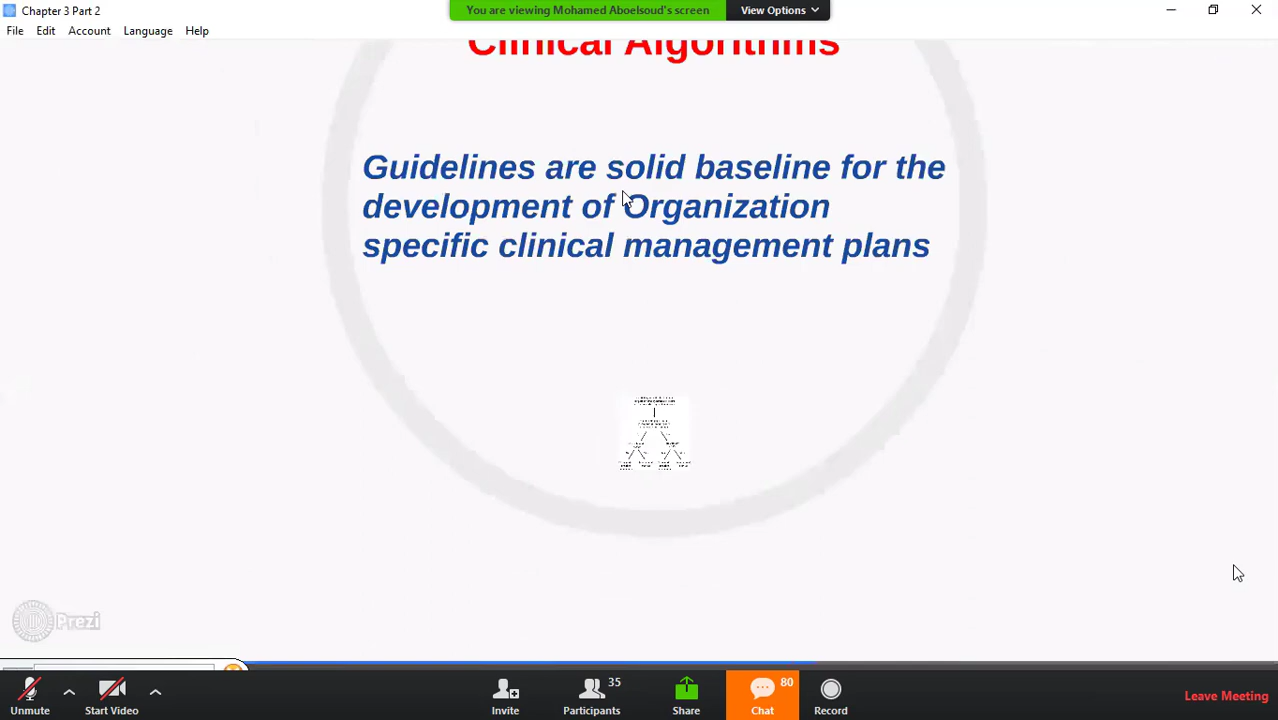 Chapter 3 Part 2
You are viewing Mohamed Aboelsoud's screen
View Options
File Edit Account Language Help
Clinical Algorithms
Guidelines are solid baseline for the
development of Organization
specific clinical management plans
Prezi
Unmute
Start Video
Invite
35
Participants
Share
80
Chat
Record
Leave Meeting